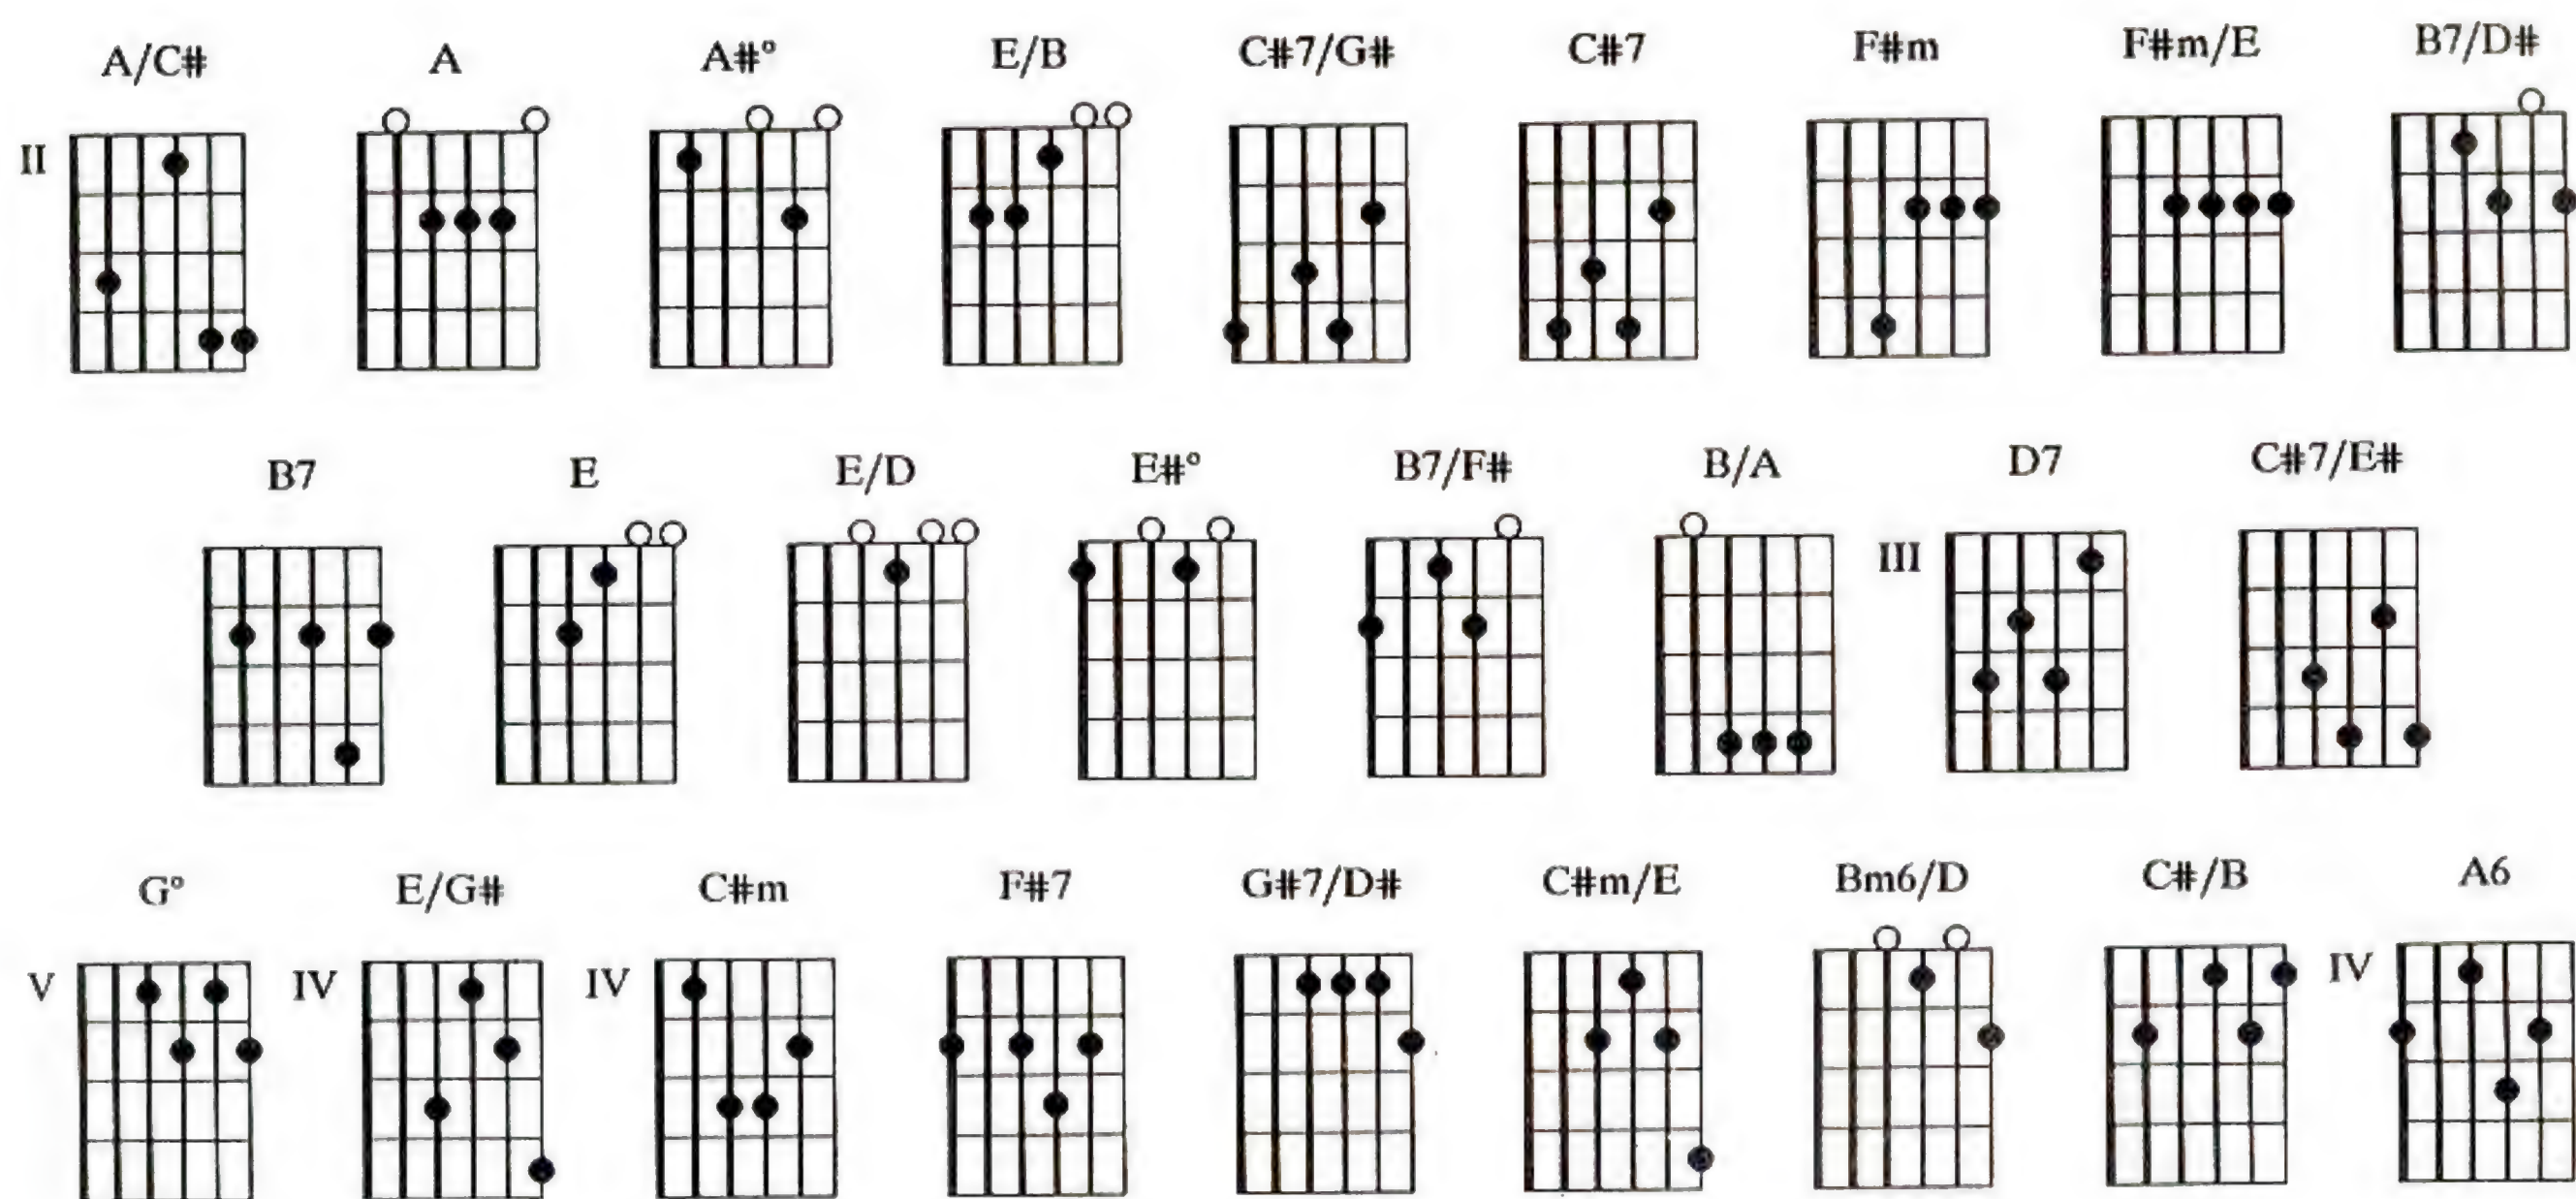 A/C# A A#° E/B C#7/G# C#7 F#m F#m/E B7/D#
II
B7 E E/D E#° B7/F# B/A D7 C#7/E#
III
G° E/G# C#m F#7 G#7/D# C#m/E Bm6/D C#/B A6
V IV IV IV